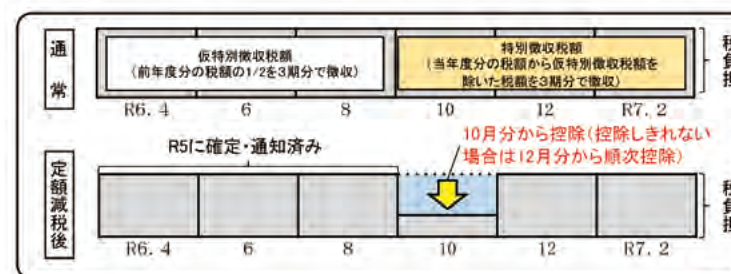 通常
仮特別徴収税額
(前年度分の税額の1/2を3期分で徴収)
特別徴収税額
(当年度分の税額から仮特別徴収税額を
除いた税額を3期分で徴収)
税負担
R6.4 6 8 10 12 R7.2
R5に確定・通知済み
10月分から控除(控除しきれない
場合は12月分から順次控除)
定額減税後
税負担
R6.4 6 8 10 12 R7.2